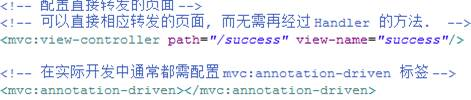 <!-- 配置直接转发的页面 -->
<!-- 可以直接相应转发的页面, 而无需再经过 Handler 的方法. -->
<mvc:view-controller path="/success" view-name="success"/>
<!-- 在实际开发中通常都需配置 mvc:annotation-driven 标签 -->
<mvc:annotation-driven></mvc:annotation-driven>